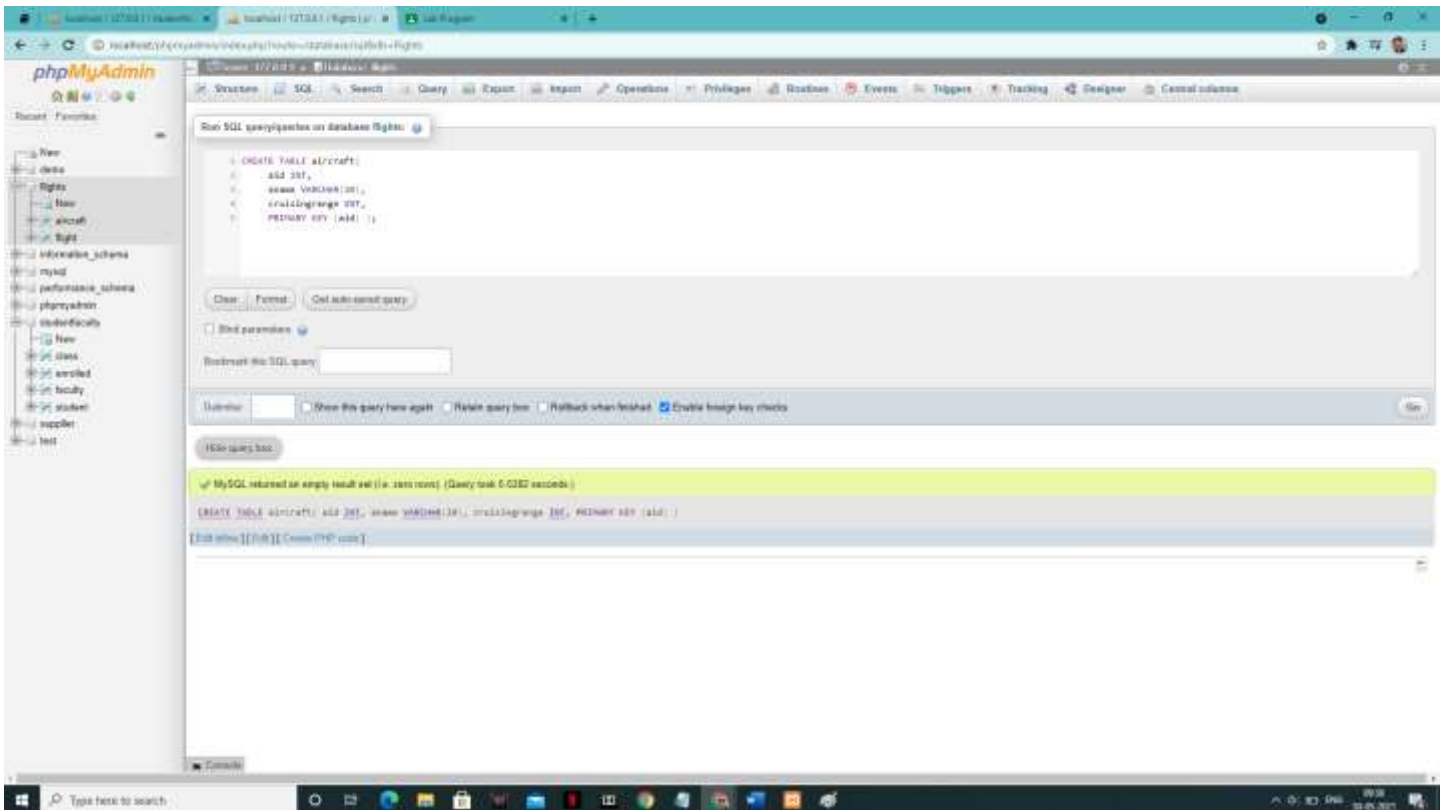 Lab Program
phpMyAdmin
Recent Favorites
New
demo
flights
New
aircraft
flight
information_schema
mysql
performance_schema
phpmyadmin
studentfaculty
New
class
enrolled
faculty
student
supplier
test
Structure SQL Search Query Export Import Operations Privileges Routines Events Triggers Tracking Designer Central columns
Run SQL query/queries on database flights:
1 CREATE TABLE aircraft(
2 aid INT,
3 aname VARCHAR
4 cruisingrange INT,
5 PRIMARY KEY (aid) );
Clear Format Get auto-saved query
Bind parameters
Bookmark this SQL query:
Delimiter Show this query here again Retain query box Rollback when finished Enable foreign key checks Go
Hide query box
MySQL returned an empty result set (i.e. zero rows). (Query took seconds.)
CREATE TABLE aircraft( aid INT, aname VARCHAR cruisingrange INT, PRIMARY KEY (aid) )
[ Edit inline ] [ Edit ] [ Create PHP code ]
Console
Type here to search